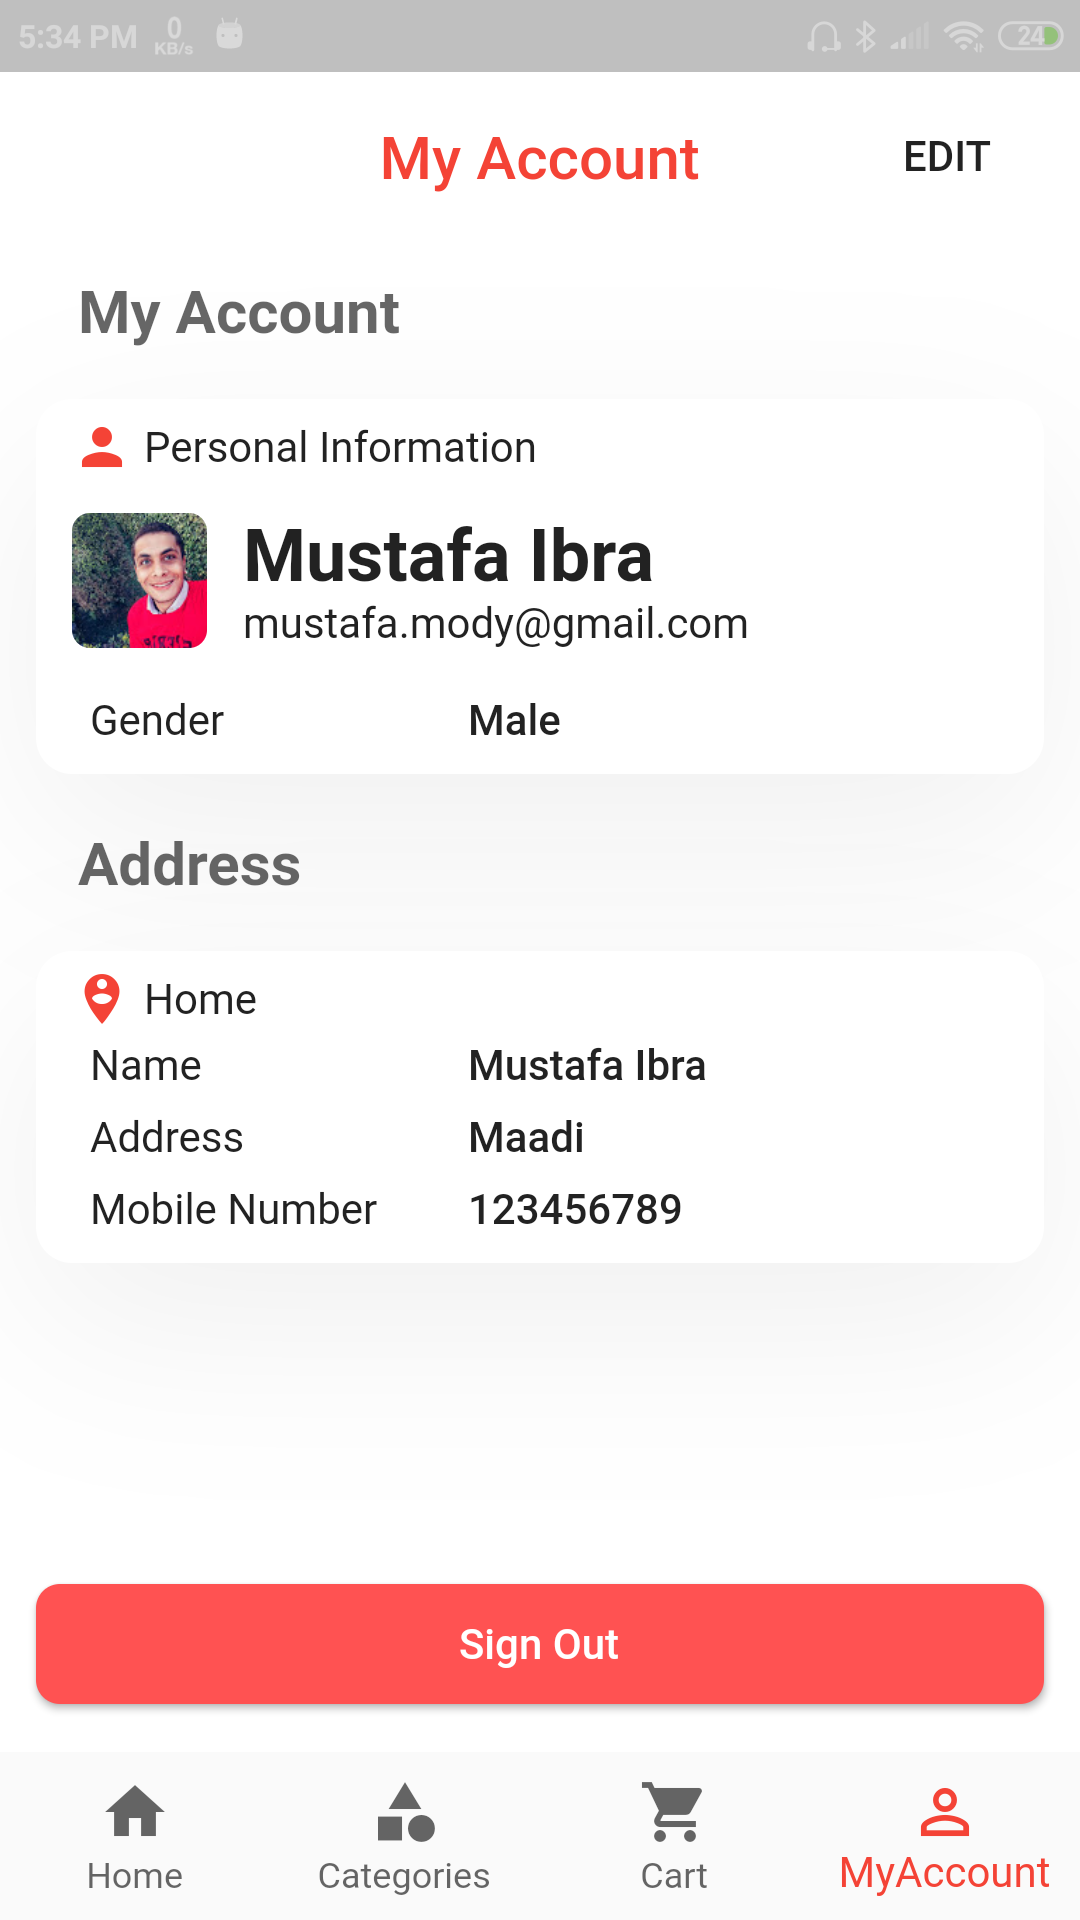 5:34 PM 0 KB/s 24
My Account EDIT
My Account
Personal Information
Mustafa Ibra
mustafa.mody@gmail.com
Gender Male
Address
Home
Name Mustafa Ibra
Address Maadi
Mobile Number 123456789
Sign Out
Home Categories Cart MyAccount